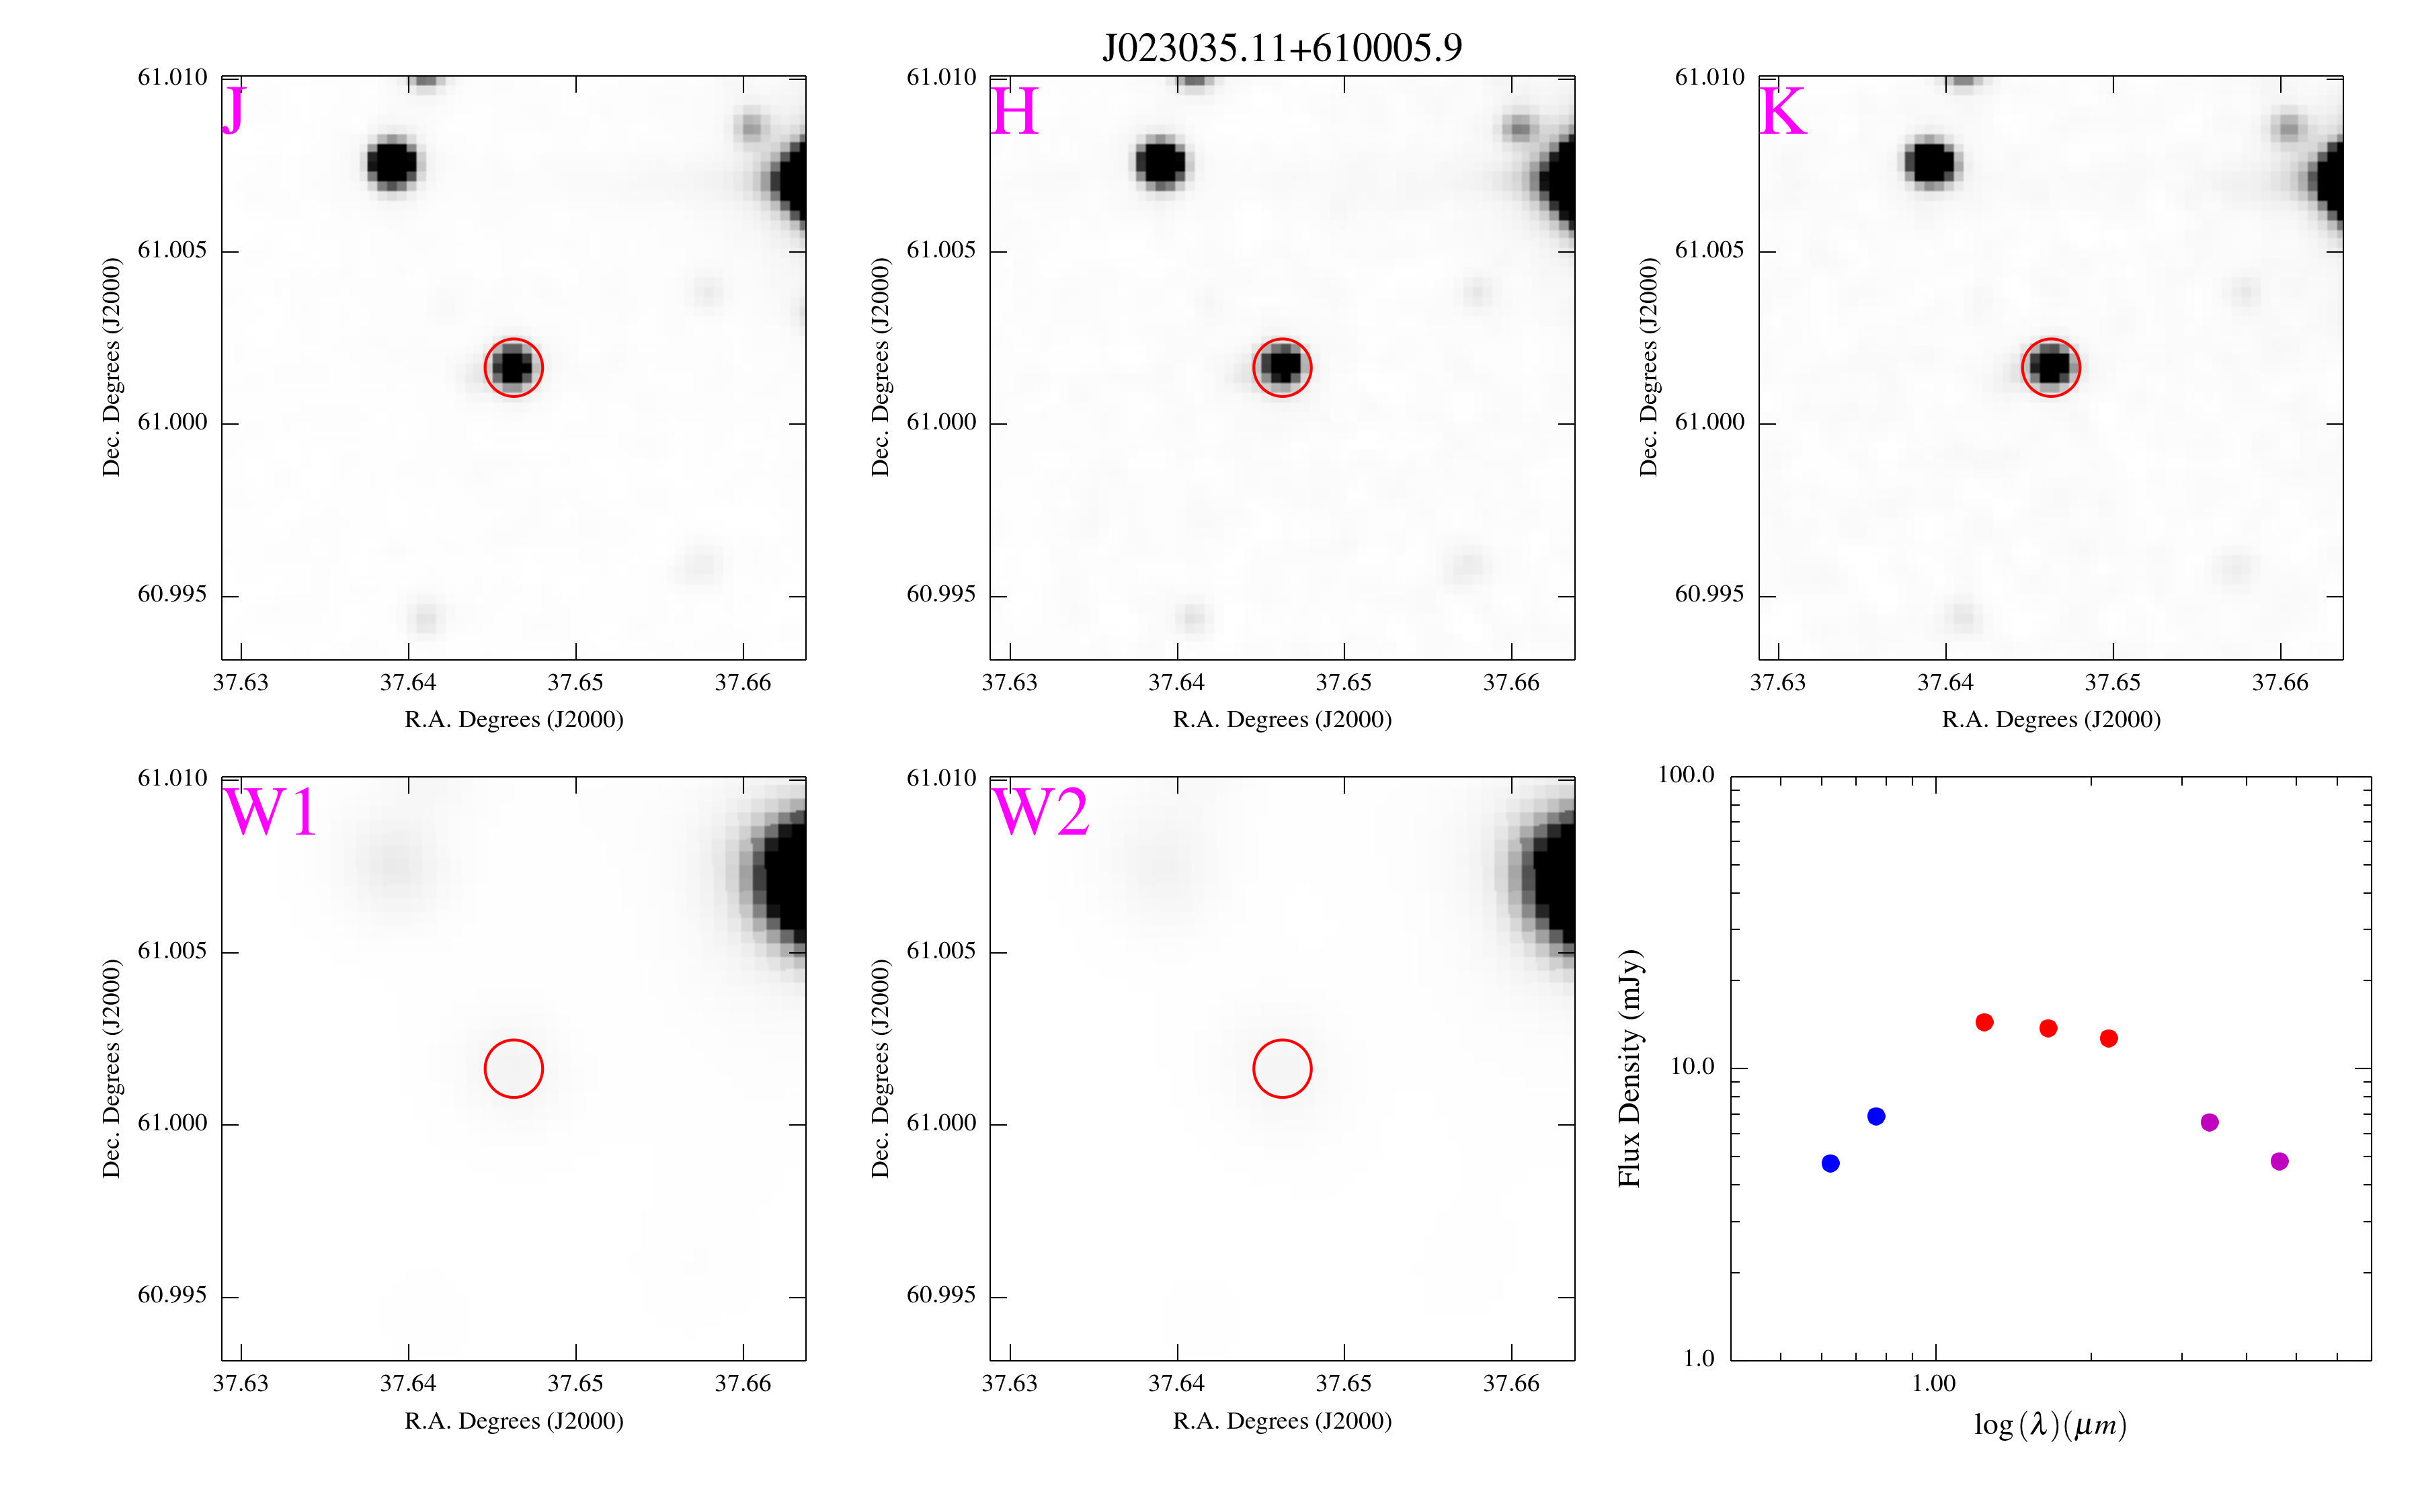 J023035.11+610005.9
J
61.010
61.005
61.000
60.995
Dec. Degrees (J2000)
37.63
37.64
37.65
37.66
R.A. Degrees (J2000)
H
61.010
61.005
61.000
60.995
Dec. Degrees (J2000)
37.63
37.64
37.65
37.66
R.A. Degrees (J2000)
K
61.010
61.005
61.000
60.995
Dec. Degrees (J2000)
37.63
37.64
37.65
37.66
R.A. Degrees (J2000)
W1
61.010
61.005
61.000
60.995
Dec. Degrees (J2000)
37.63
37.64
37.65
37.66
R.A. Degrees (J2000)
W2
61.010
61.005
61.000
60.995
Dec. Degrees (J2000)
37.63
37.64
37.65
37.66
R.A. Degrees (J2000)
100.0
10.0
1.0
Flux Density (mJy)
1.00
log(λ)(μm)